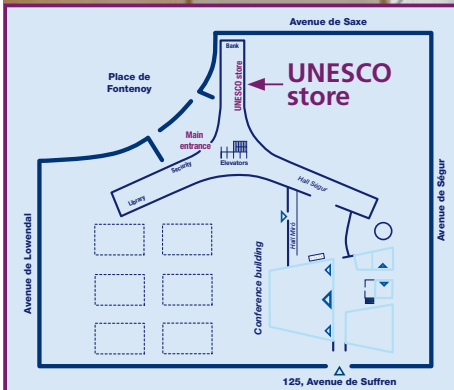 Avenue de Saxe
Bank
UNESCO store
UNESCO
store
Place de
Fontenoy
Main
entrance
Elevators
Security
Library
Hall Ségur
Hall Miró
Conference building
Avenue de Lowendal
Avenue de Ségur
125, Avenue de Suffren